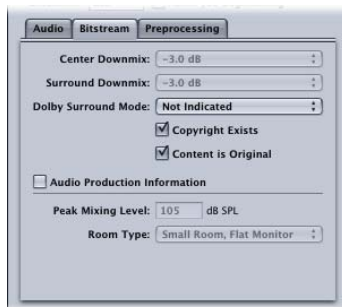 Audio Bitstream Preprocessing
Center Downmix: -3.0 dB
Surround Downmix: -3.0 dB
Dolby Surround Mode: Not Indicated
Copyright Exists
Content is Original
Audio Production Information
Peak Mixing Level: 105 dB SPL
Room Type: Small Room, Flat Monitor